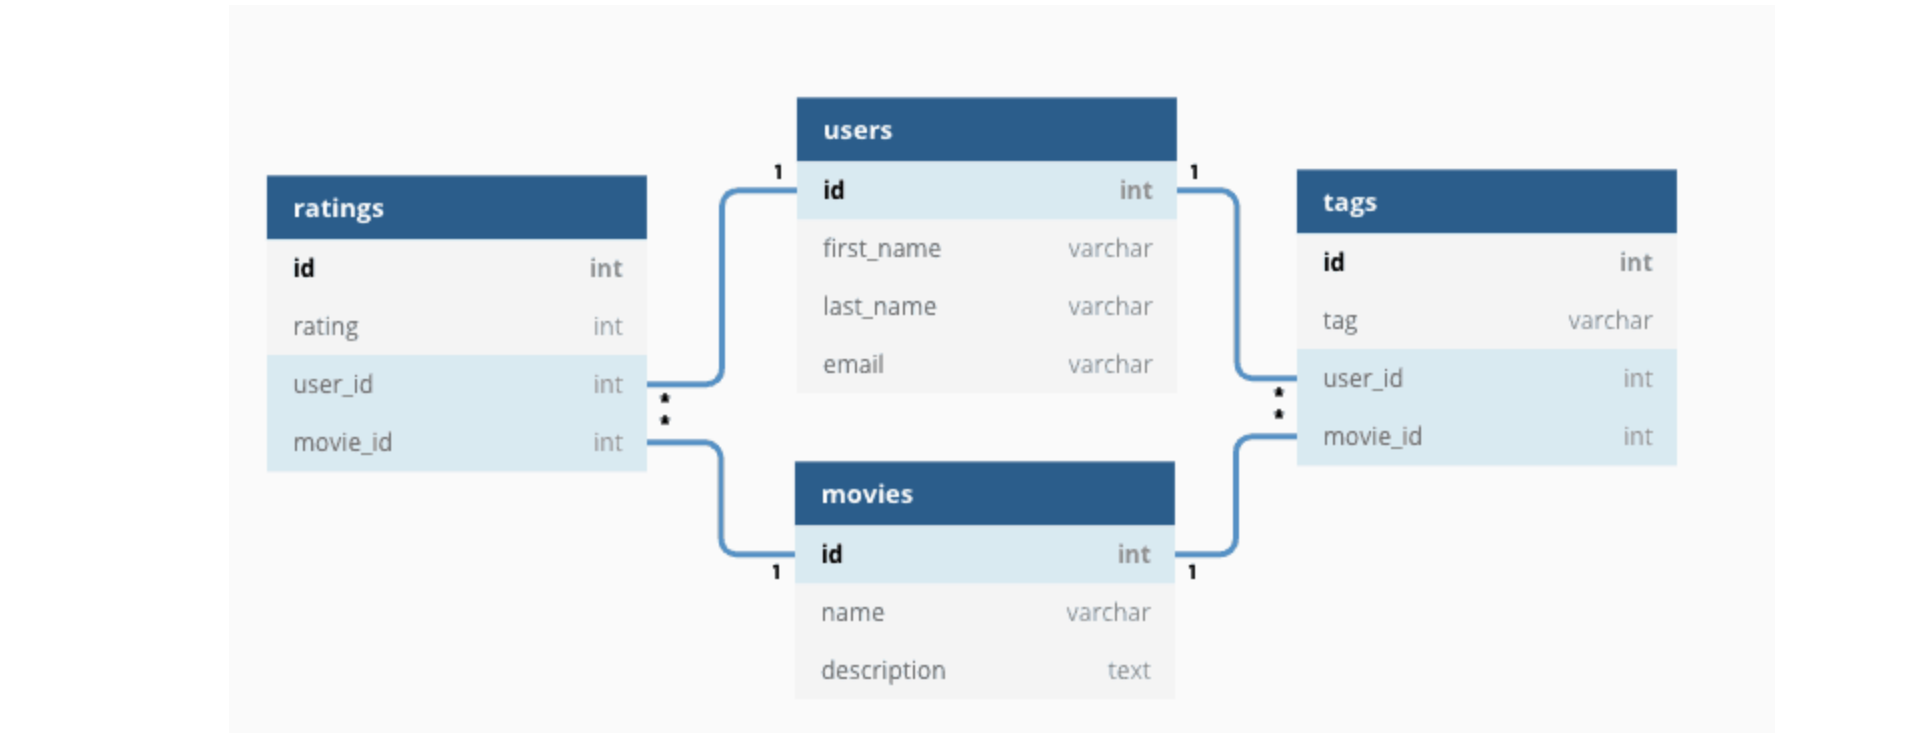 users
1
1
id int
first_name varchar
last_name varchar
email varchar
ratings
id int
rating int
user_id int
*
*
movie_id int
tags
id int
tag varchar
user_id int
*
*
movie_id int
movies
id int
1
1
name varchar
description text